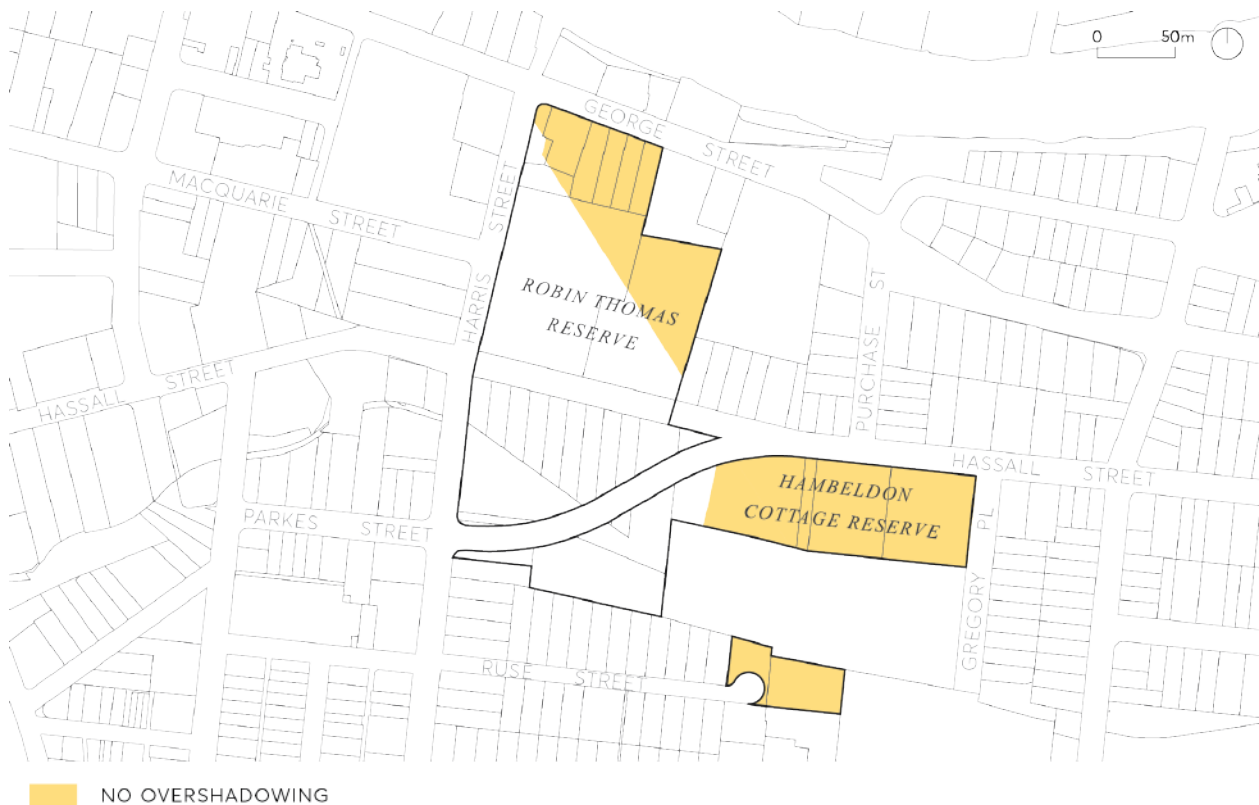 0 50m
GEORGE STREET
MACQUARIE STREET
HARRIS STREET
ROBIN THOMAS
RESERVE
PURCHASE ST
HASSALL STREET
HASSALL STREET
HAMBELDON
COTTAGE RESERVE
PARKES STREET
GREGORY PL
RUSE STREET
NO OVERSHADOWING